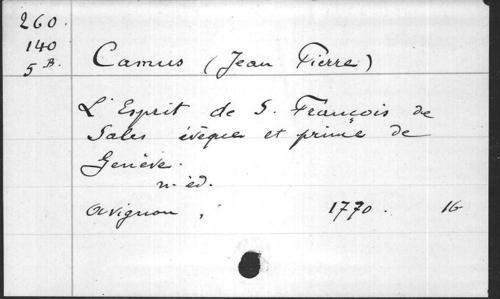 260.
140
5 B.
Camus (Jean Pierre)
L'Esprit de S. François de
Sales évêque et prince de
Genève.
n. éd.
Avignon, 1770. 16